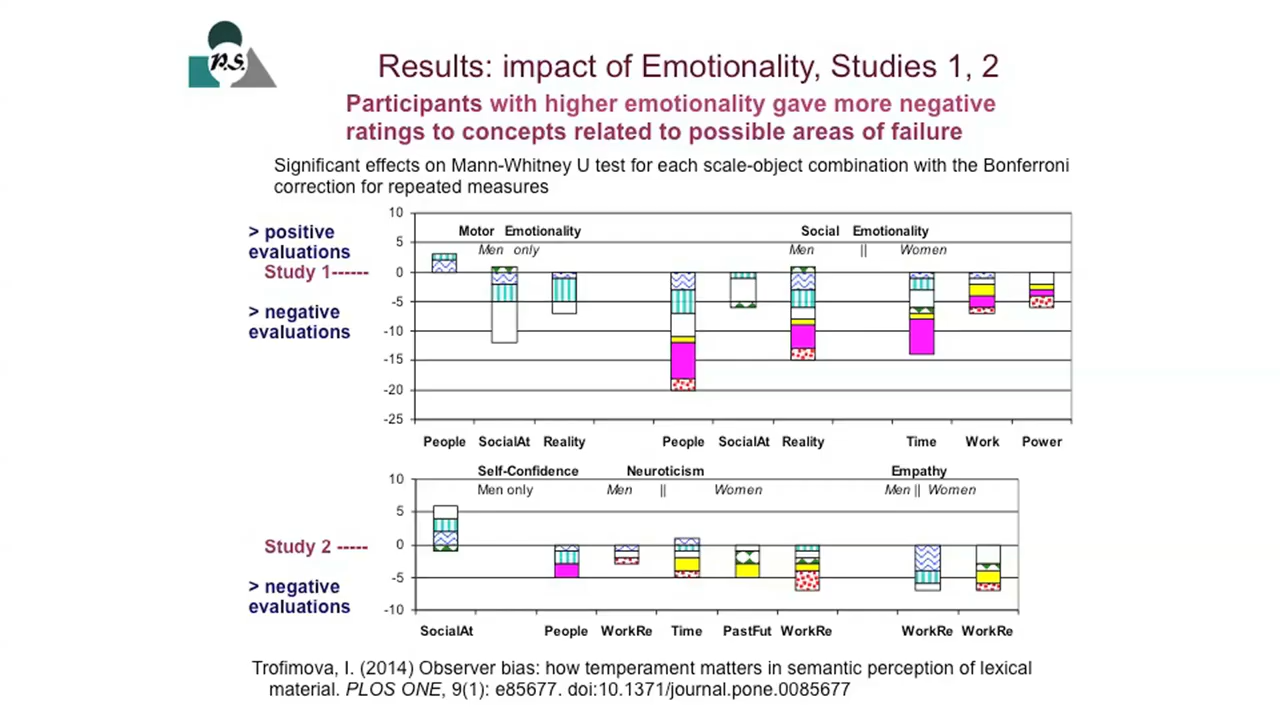 P.S.
Results: impact of Emotionality, Studies 1, 2
Participants with higher emotionality gave more negative
ratings to concepts related to possible areas of failure
Significant effects on Mann-Whitney U test for each scale-object combination with the Bonferroni
correction for repeated measures
> positive
evaluations
Study 1------
> negative
evaluations
10
5
0
-5
-10
-15
-20
-25
Motor Emotionality
Men only
Social Emotionality
Men || Women
People SocialAt Reality People SocialAt Reality Time Work Power
Study 2 -----
> negative
evaluations
10
5
0
-5
-10
Self-Confidence Neuroticism Empathy
Men only Men || Women Men || Women
SocialAt People WorkRe Time PastFut WorkRe WorkRe WorkRe
Trofimova, I. (2014) Observer bias: how temperament matters in semantic perception of lexical
material. PLOS ONE, 9(1): e85677. doi:10.1371/journal.pone.0085677